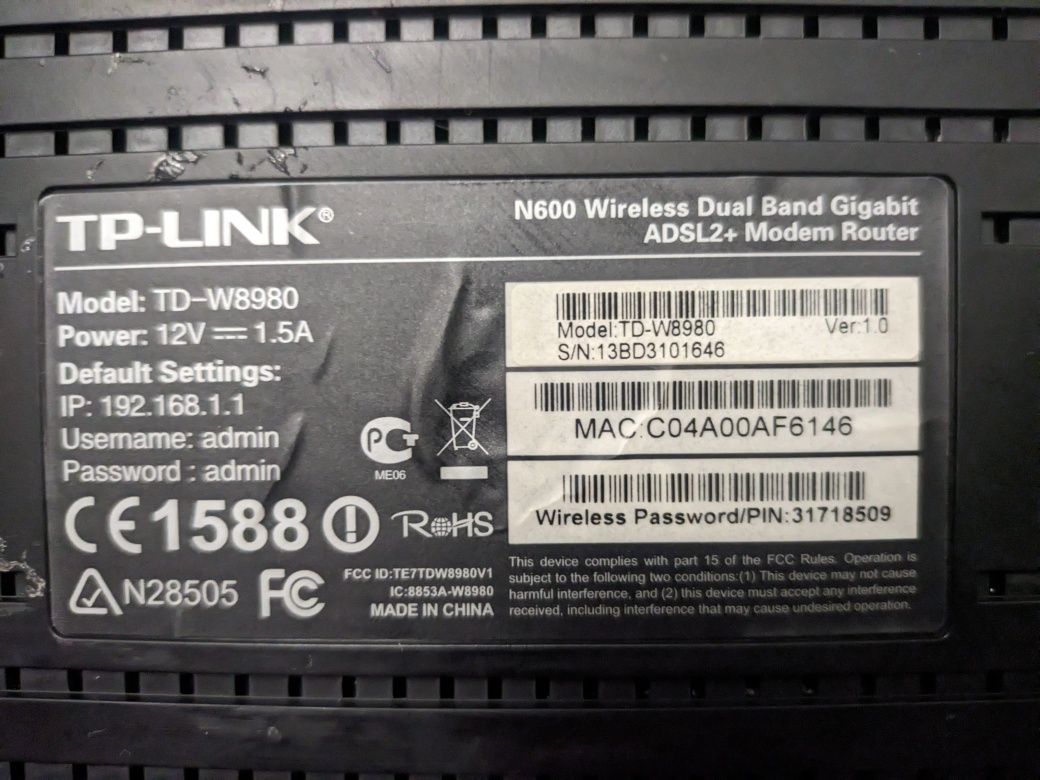 TP-LINK®
N600 Wireless Dual Band Gigabit
ADSL2+ Modem Router
Model: TD-W8980
Power: 12V ⎓ 1.5A
Default Settings:
IP: 192.168.1.1
Username: admin
Password : admin
PCT
ME06
CE1588
RoHS
N28505
FC
FCC ID:TE7TDW8980V1
IC:8853A-W8980
MADE IN CHINA
Model:TD-W8980 Ver:1.0
S/N:13BD3101646
MAC:C04A00AF6146
Wireless Password/PIN:31718509
This device complies with part 15 of the FCC Rules. Operation is
subject to the following two conditions:(1) This device may not cause
harmful interference, and (2) this device must accept any interference
received, including interference that may cause undesired operation.